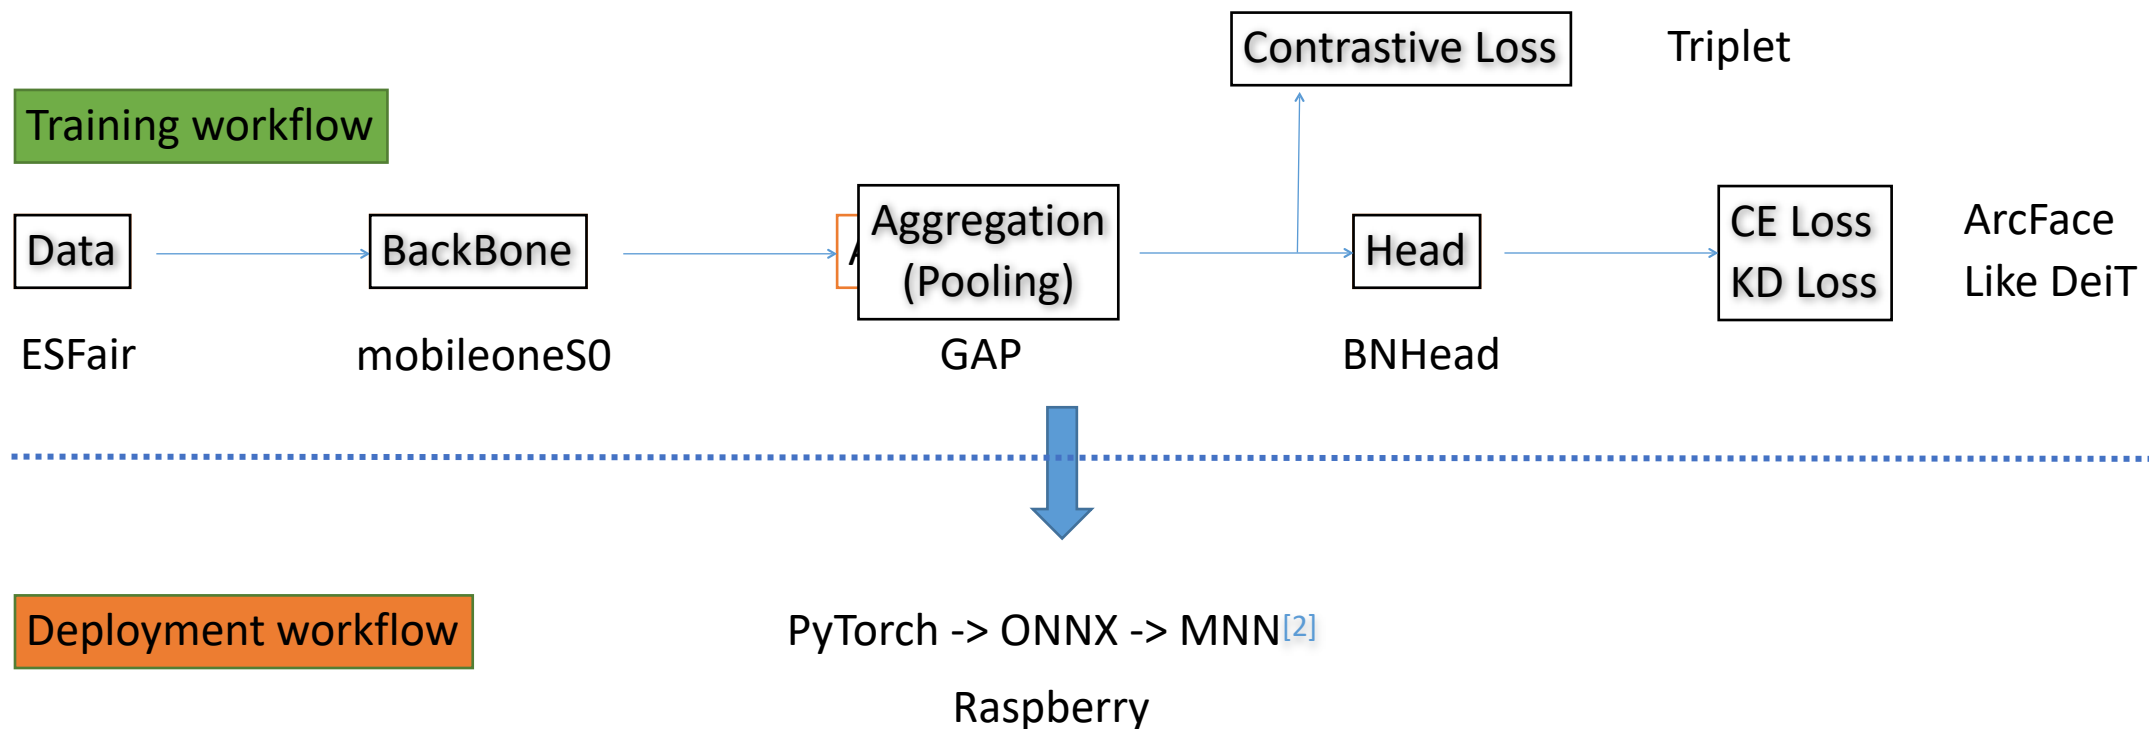 Contrastive Loss
Triplet
Training workflow
Data
BackBone
Aggregation
(Pooling)
Head
CE Loss
KD Loss
ArcFace
Like DeiT
ESFair
mobileoneS0
GAP
BNHead
Deployment workflow
PyTorch -> ONNX -> MNN[2]
Raspberry